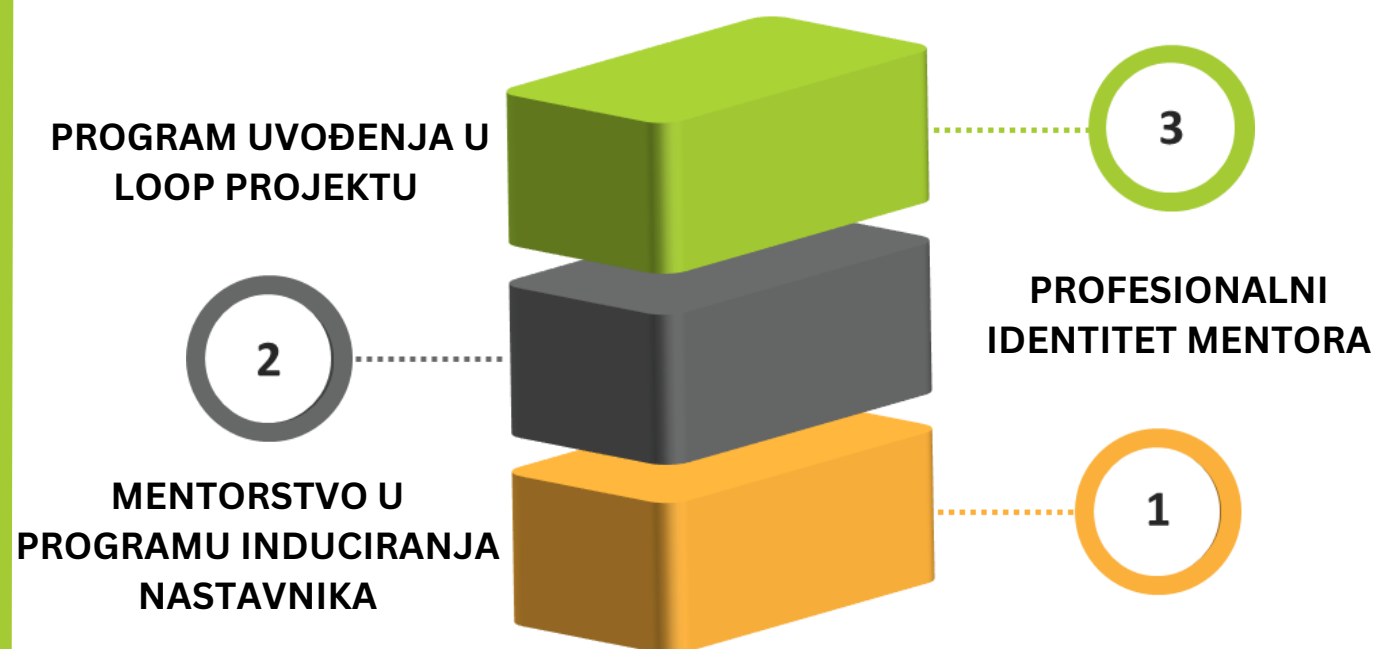 PROGRAM UVOĐENJA U
LOOP PROJEKTU
3
2
PROFESIONALNI
IDENTITET MENTORA
MENTORSTVO U
PROGRAMU INDUCIRANJA
NASTAVNIKA
1